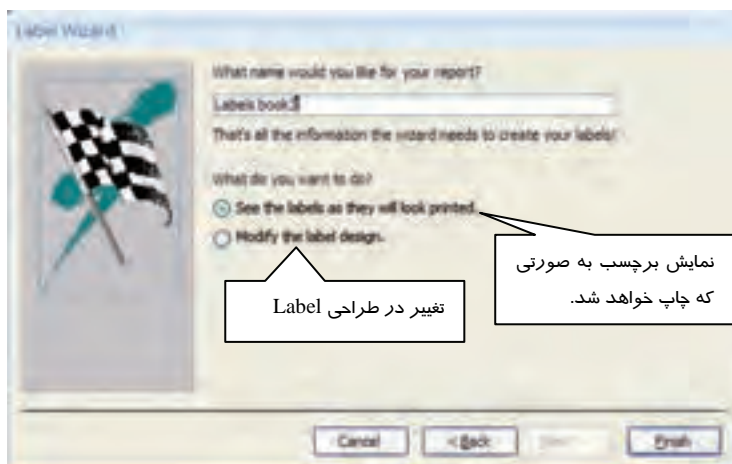 Label Wizard
What name would you like for your report?
Labels book
That's all the information the wizard needs to create your labels!
What do you want to do?
See the labels as they will look printed.
Modify the label design.
نمایش برچسب به صورتی
که چاپ خواهد شد.
تغییر در طراحی Label
Cancel
< Back
Finish